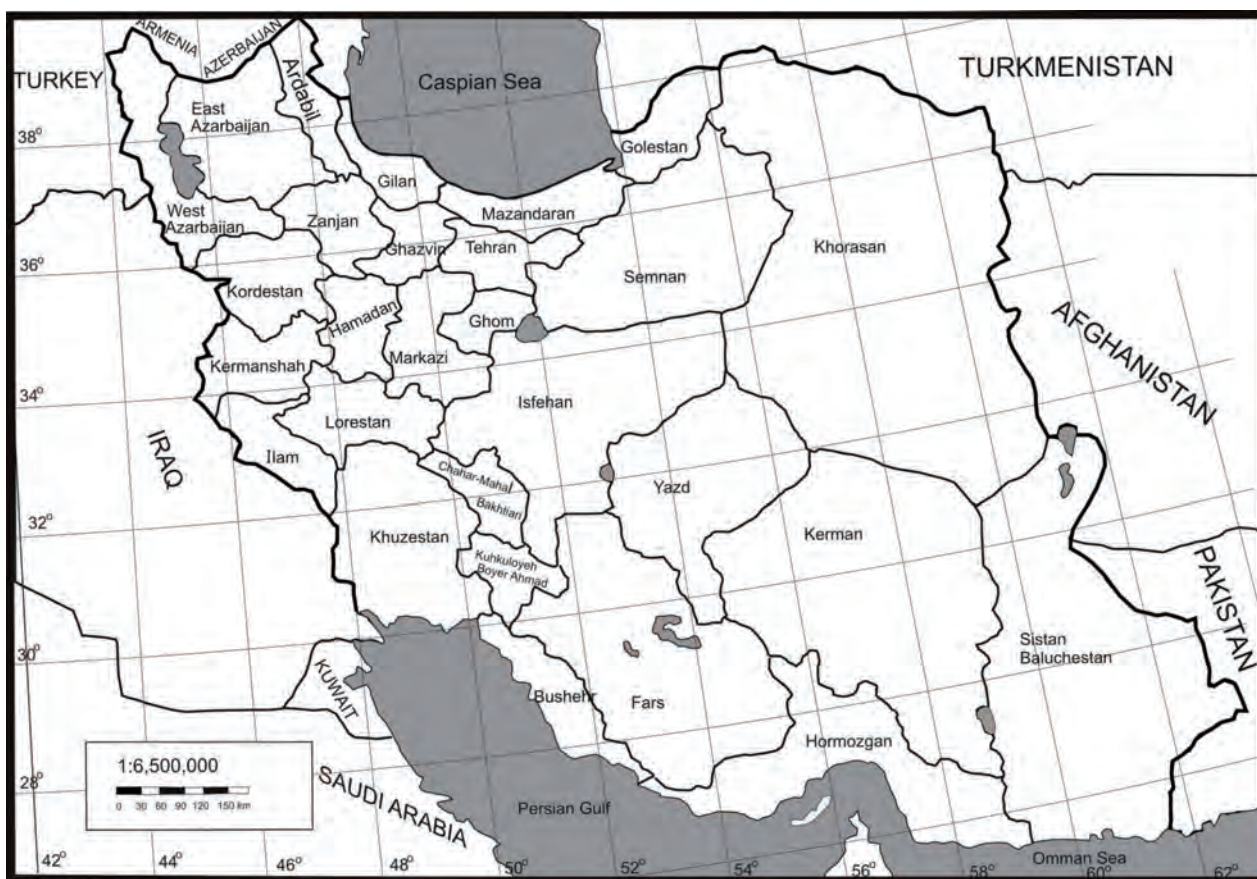 ARMENIA
AZERBAIJAN
TURKEY
Caspian Sea
TURKMENISTAN
East
Azarbaijan
Ardabil
38°
Golestan
Gilan
West
Azarbaijan
Zanjan
Mazandaran
Ghazvin
Tehran
Khorasan
36°
Semnan
Kordestan
Hamadan
Ghom
AFGHANISTAN
Markazi
Kermanshah
34°
Isfehan
Lorestan
IRAQ
Ilam
Chahar-Mahal
Bakhtiari
Yazd
32°
Khuzestan
Kerman
Kuhkuloyeh
Boyer Ahmad
PAKISTAN
Sistan
Baluchestan
30°
KUWAIT
Bushehr
Fars
Hormozgan
1:6,500,000
0 30 60 90 120 150 km
28°
SAUDI ARABIA
Persian Gulf
Omman Sea
42° 44° 46° 48° 50° 52° 54° 56° 58° 60° 62°